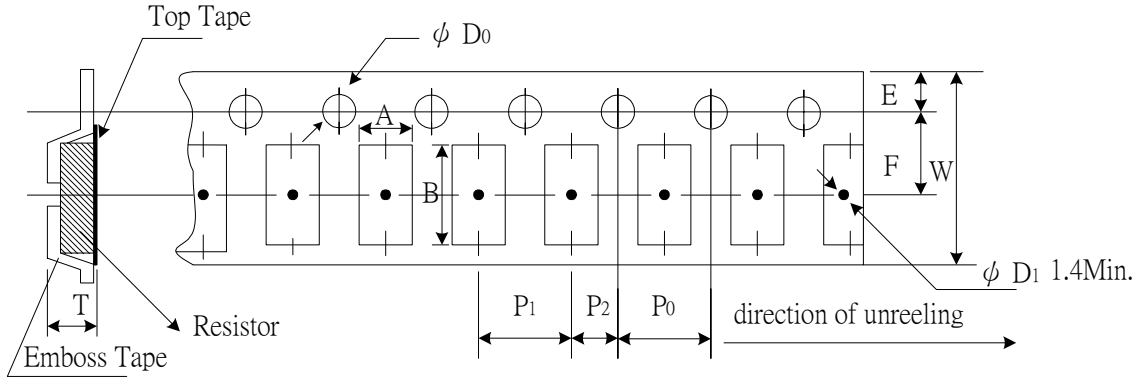 Top Tape
ϕ D0
E
A
F
W
B
ϕ D1 1.4Min.
T
P1
P2
P0
direction of unreeling
Resistor
Emboss Tape